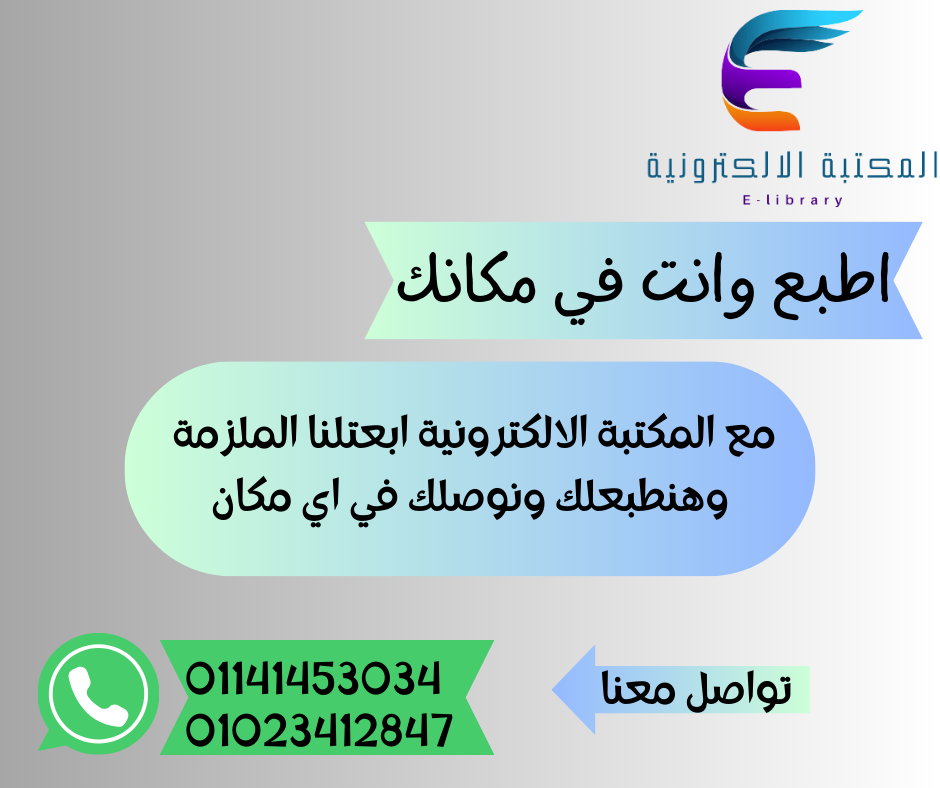 المكتبة الالكترونية
E-library
اطبع وانت في مكانك
مع المكتبة الالكترونية ابعتلنا الملزمة
وهنطبعلك ونوصلك في اي مكان
تواصل معنا
01141453034
01023412847